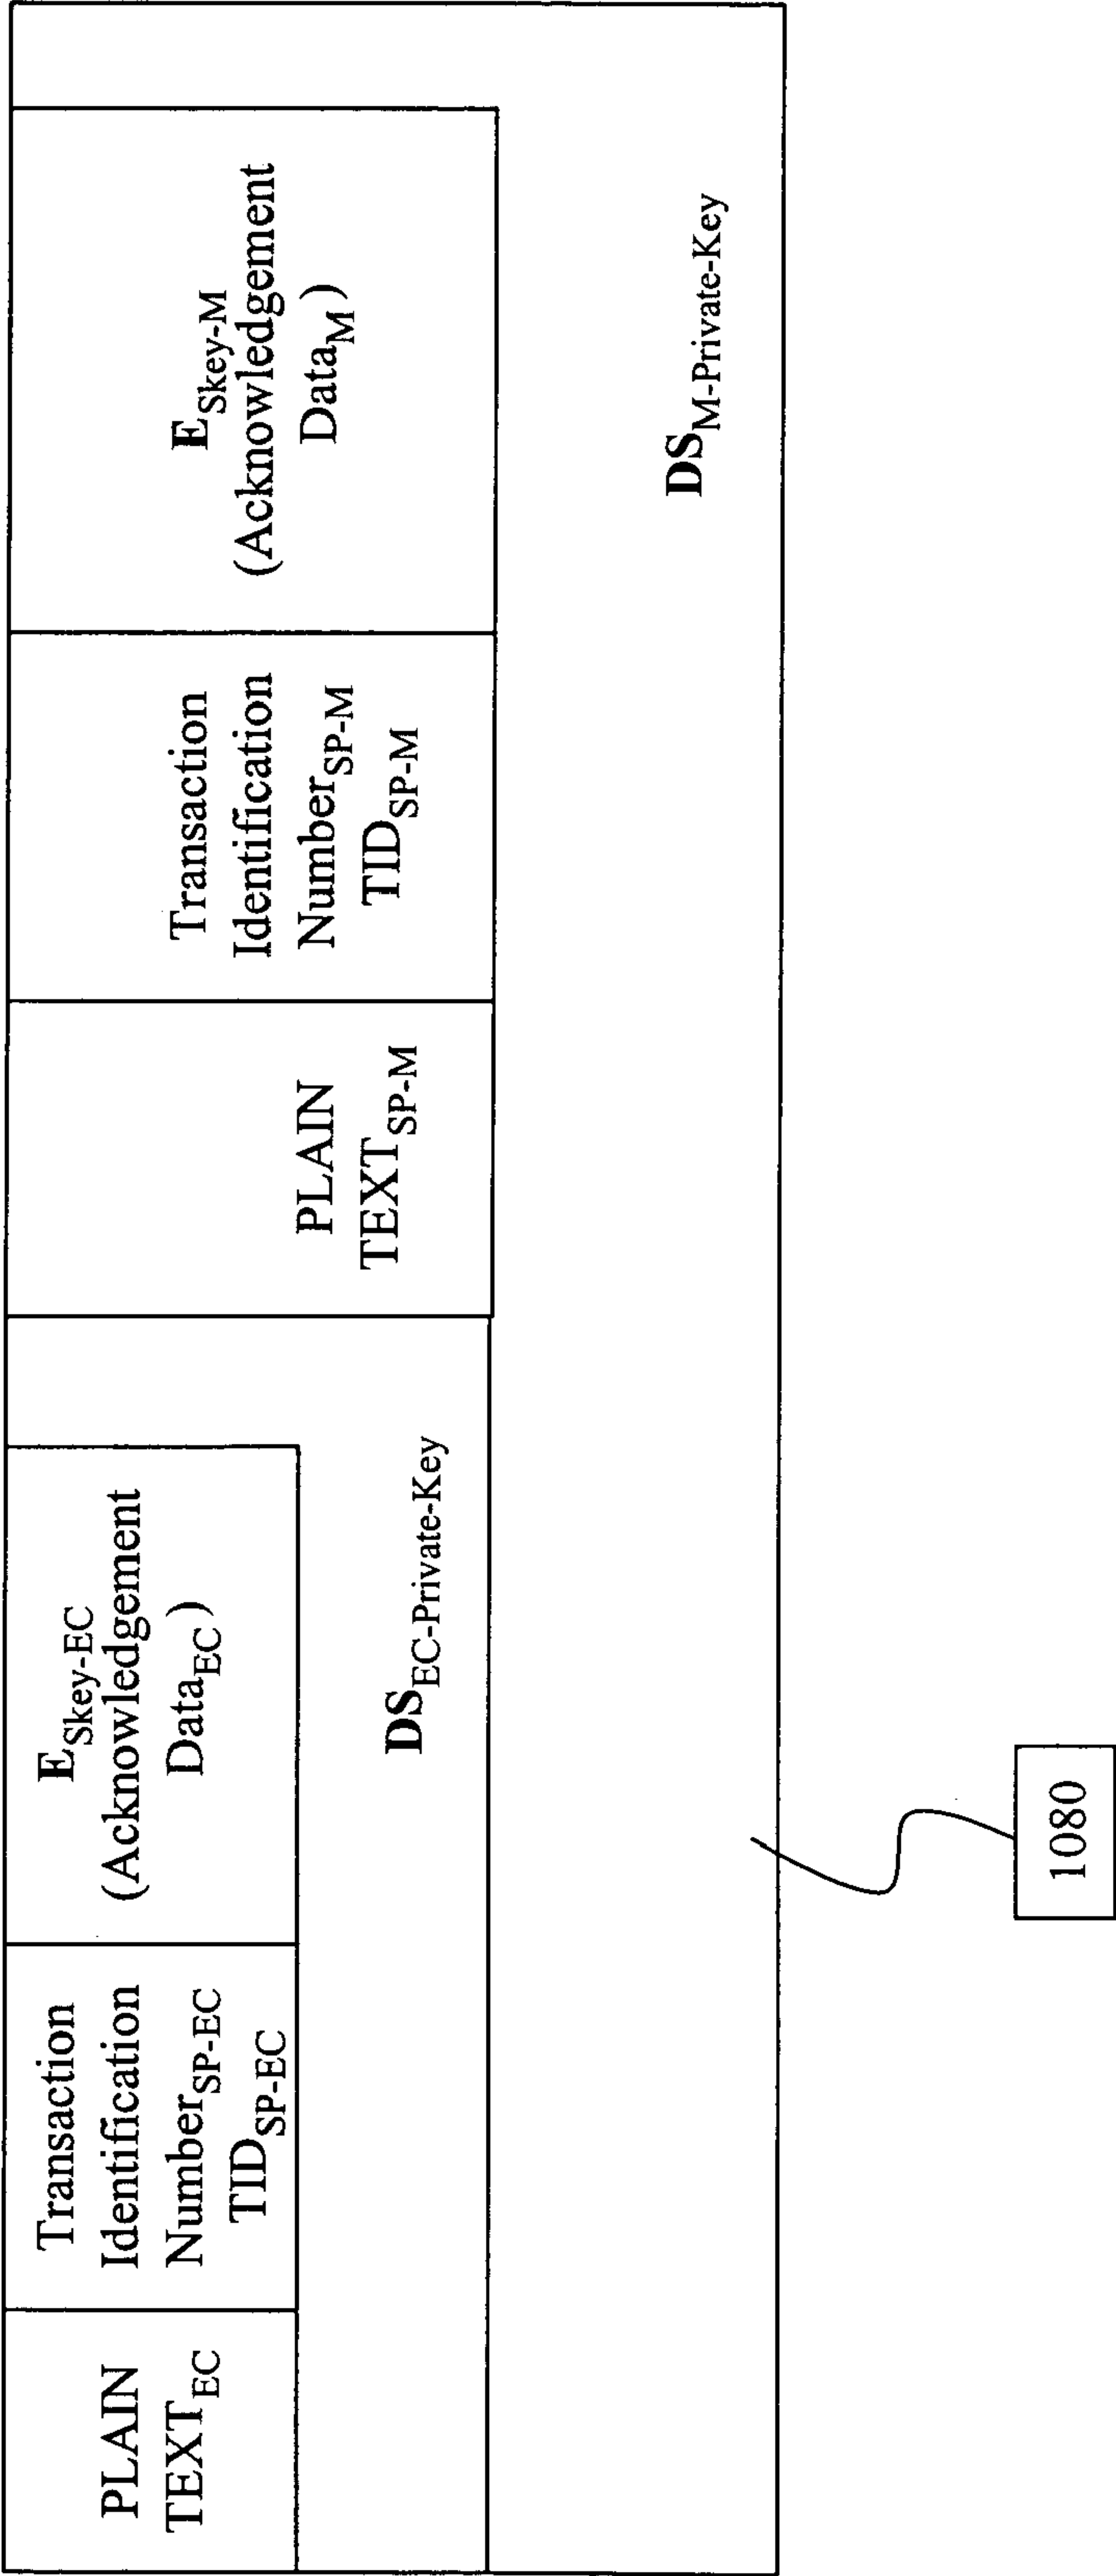 PLAIN
TEXT_EC
Transaction
Identification
Number_SP-EC
TID_SP-EC
E_Skey-EC
(Acknowledgement
Data_EC)
DS_EC-Private-Key
PLAIN
TEXT_SP-M
Transaction
Identification
Number_SP-M
TID_SP-M
E_Skey-M
(Acknowledgement
Data_M)
DS_M-Private-Key
1080